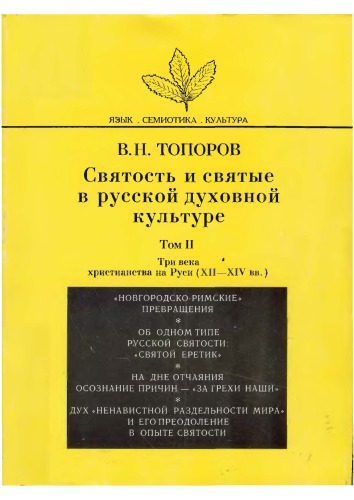 ЯЗЫК . СЕМИОТИКА . КУЛЬТУРА
В.Н. ТОПОРОВ
Святость и святые
в русской духовной
культуре
Том II
Три века
христианства на Руси (XII—XIV вв.)
«НОВГОРОДСКО-РИМСКИЕ»
ПРЕВРАЩЕНИЯ
*
ОБ ОДНОМ ТИПЕ
РУССКОЙ СВЯТОСТИ:
«СВЯТОЙ ЕРЕТИК»
*
НА ДНЕ ОТЧАЯНИЯ
ОСОЗНАНИЕ ПРИЧИН — «ЗА ГРЕХИ НАШИ»
*
ДУХ «НЕНАВИСТНОЙ РАЗДЕЛЬНОСТИ МИРА»
И ЕГО ПРЕОДОЛЕНИЕ
В ОПЫТЕ СВЯТОСТИ